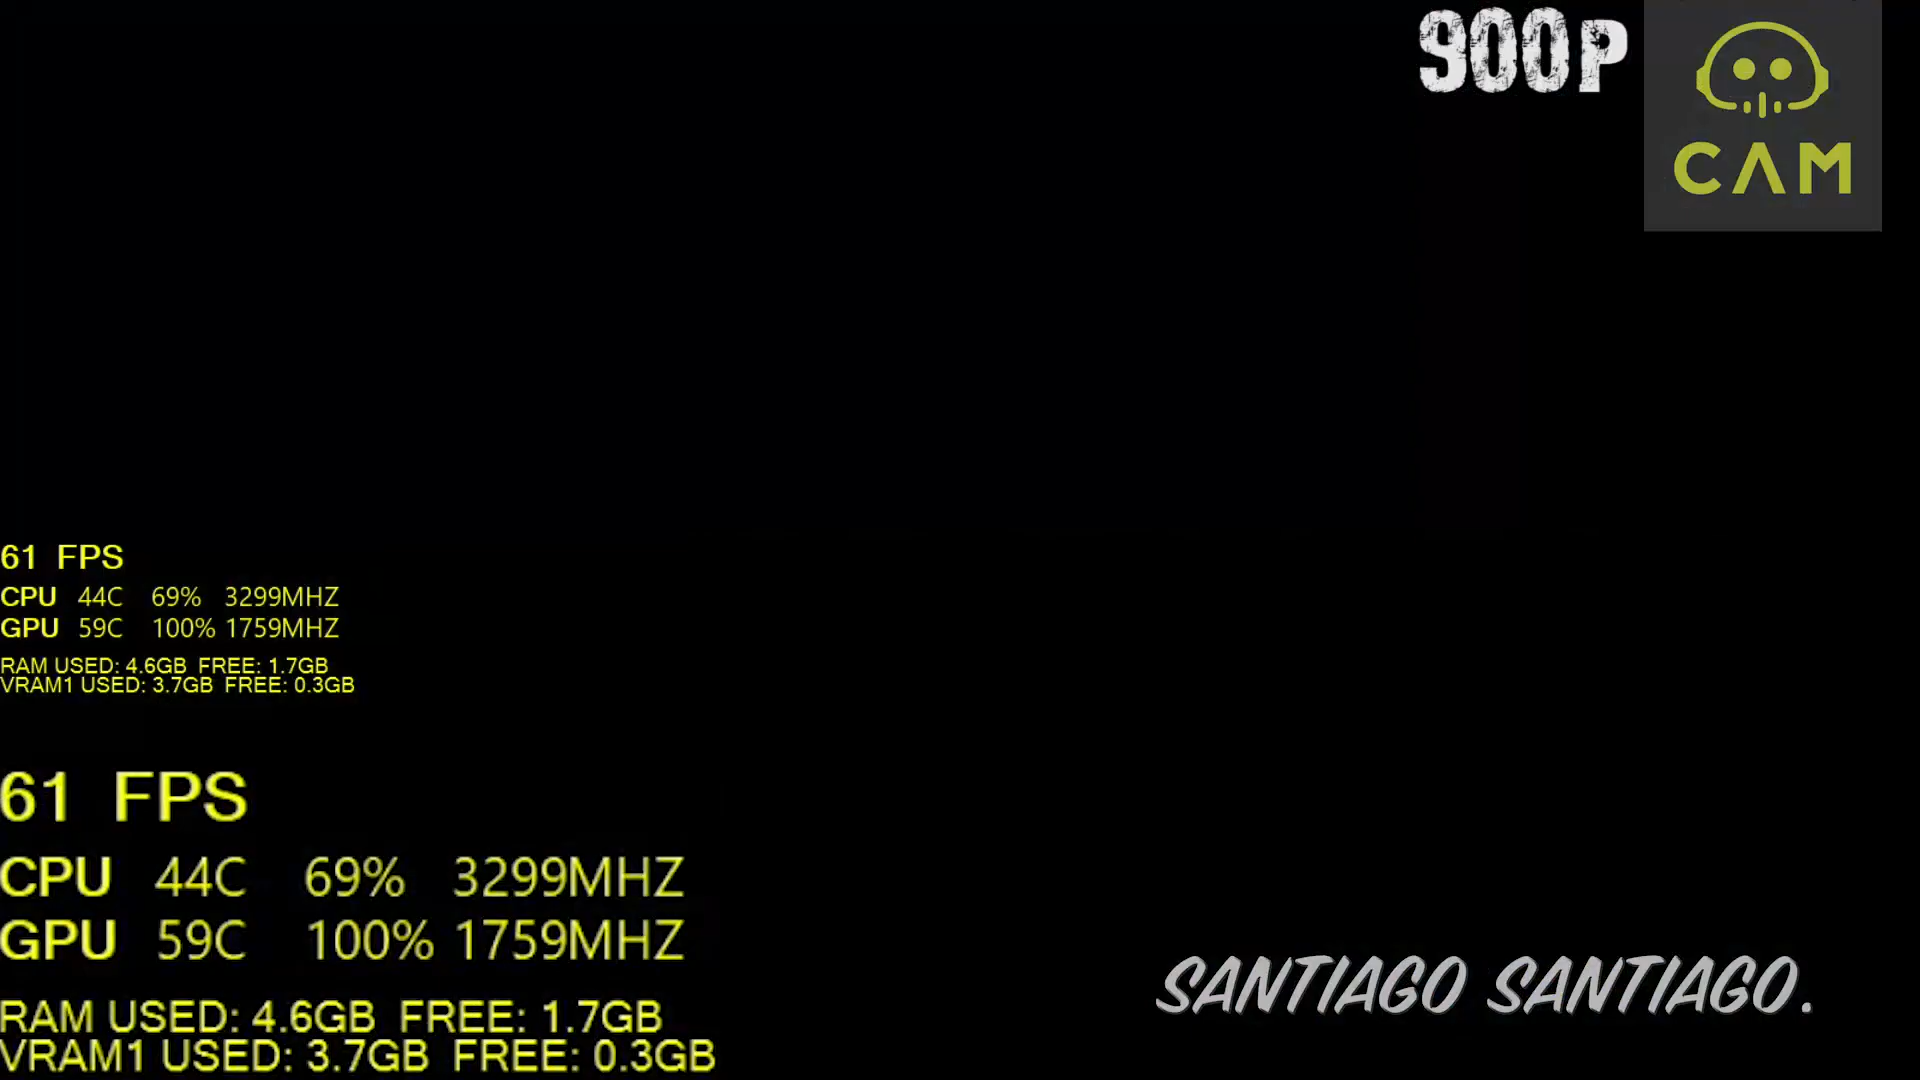 900P
CAM
61 FPS
CPU 44C 69% 3299MHZ
GPU 59C 100% 1759MHZ
RAM USED: 4.6GB FREE: 1.7GB
VRAM1 USED: 3.7GB FREE: 0.3GB
61 FPS
CPU 44C 69% 3299MHZ
GPU 59C 100% 1759MHZ
RAM USED: 4.6GB FREE: 1.7GB
VRAM1 USED: 3.7GB FREE: 0.3GB
SANTIAGO SANTIAGO.